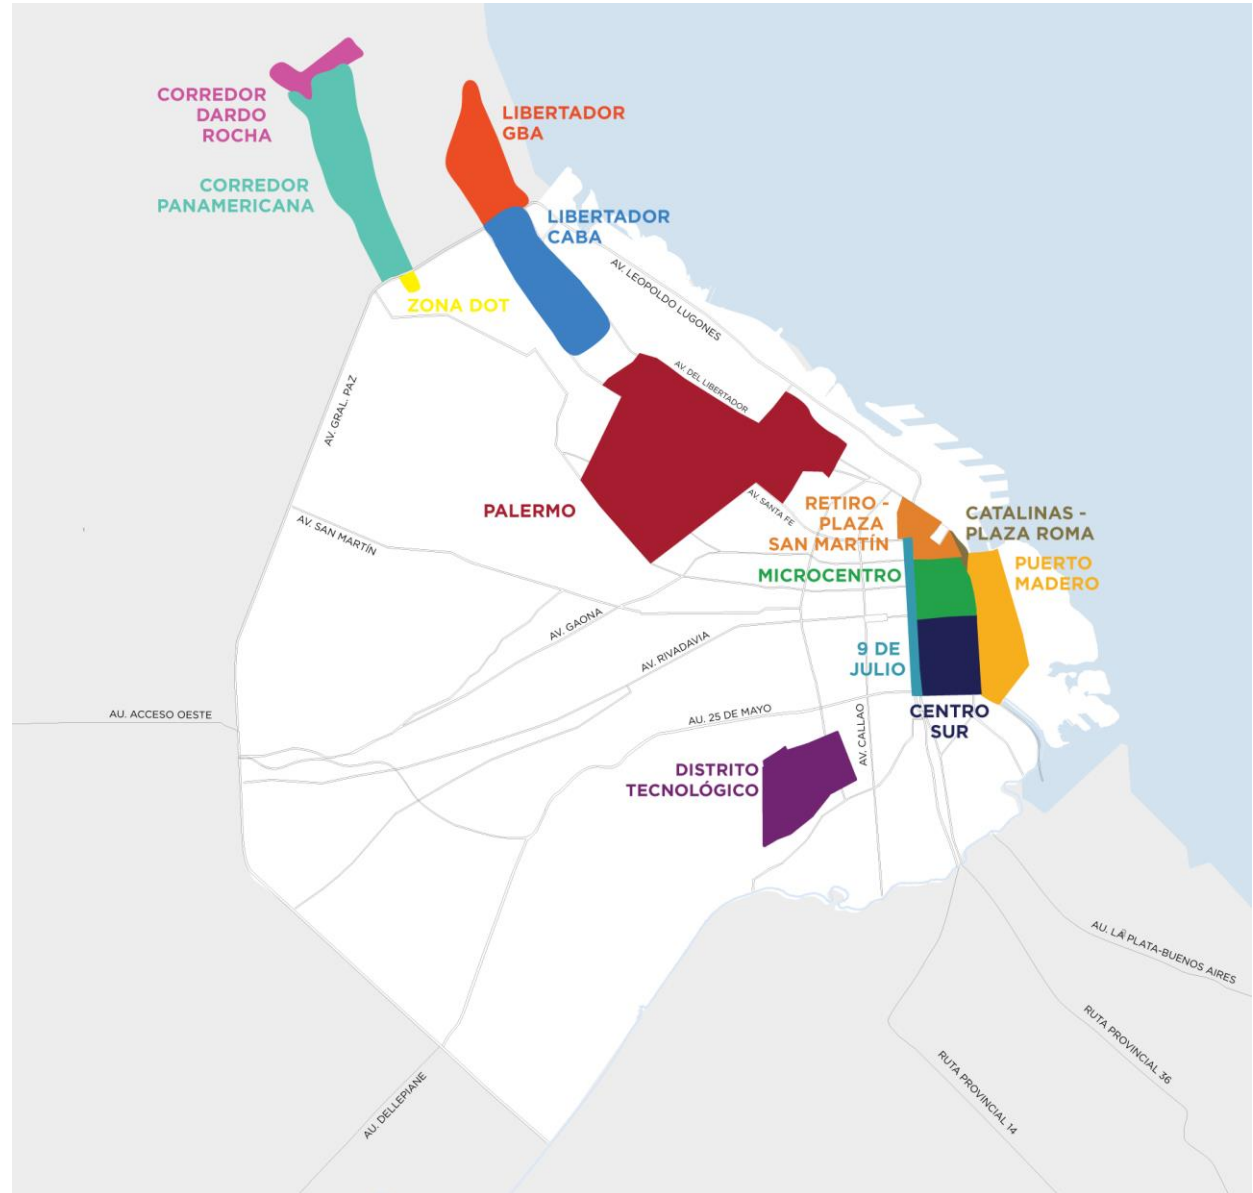 CORREDOR
DARDO
ROCHA
LIBERTADOR
GBA
CORREDOR
PANAMERICANA
LIBERTADOR
CABA
ZONA DOT
AV. LEOPOLDO LUGONES
AV. DEL LIBERTADOR
AV. GRAL. PAZ
PALERMO
AV. SANTA FE
RETIRO -
PLAZA
SAN MARTÍN
CATALINAS -
PLAZA ROMA
AV. SAN MARTÍN
MICROCENTRO
PUERTO
MADERO
AV. GAONA
AV. RIVADAVIA
9 DE
JULIO
AU. ACCESO OESTE
AU. 25 DE MAYO
AV. CALLAO
CENTRO
SUR
DISTRITO
TECNOLÓGICO
AU. LA PLATA-BUENOS AIRES
RUTA PROVINCIAL 36
RUTA PROVINCIAL 14
AU. DELLEPIANE